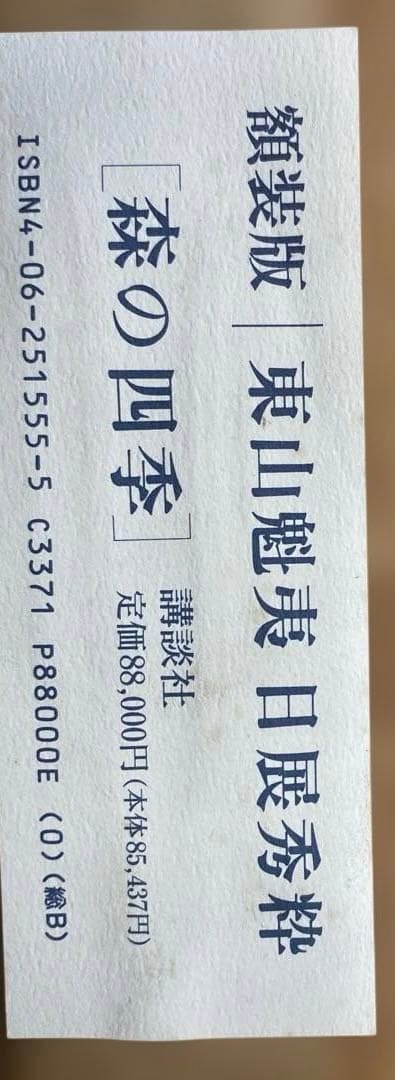 額装版｜東山魁夷 日展秀粋
［森の四季］
講談社
定価88,000円(本体85,437円)
ISBN4-06-251555-5 C3371 P88000E (0)(総B)